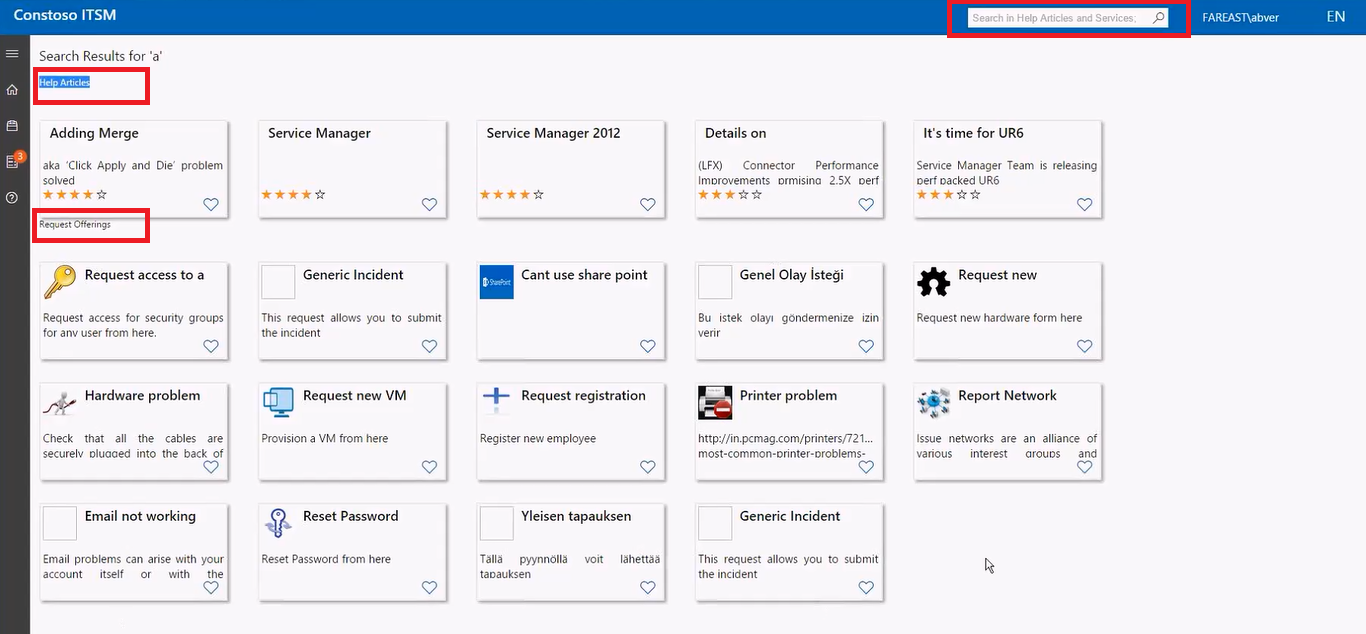 Constoso ITSM
Search in Help Articles and Services;
FAREAST\abver
EN
Search Results for 'a'
Help Articles
3
Adding Merge
aka ‘Click Apply and Die’ problem
solved
Service Manager
Service Manager 2012
Details on
(LFX) Connector Performance
Improvements prmising 2.5X perf
It's time for UR6
Service Manager Team is releasing
perf packed UR6
Request Offerings
Request access to a
Request access for security groups
for any user from here.
Generic Incident
This request allows you to submit
the incident
SharePoint
Cant use share point
Genel Olay İsteği
Bu istek olayı göndermenize izin
verir
Request new
Request new hardware form here
Hardware problem
Check that all the cables are
securely plugged into the back of
Request new VM
Provision a VM from here
Request registration
Register new employee
Printer problem
http://in.pcmag.com/printers/721...
most-common-printer-problems-
Report Network
Issue networks are an alliance of
various interest groups and
Email not working
Email problems can arise with your
account itself or with the
Reset Password
Reset Password from here
Yleisen tapauksen
Tällä pyynnöllä voit lähettää
tapauksen
Generic Incident
This request allows you to submit
the incident